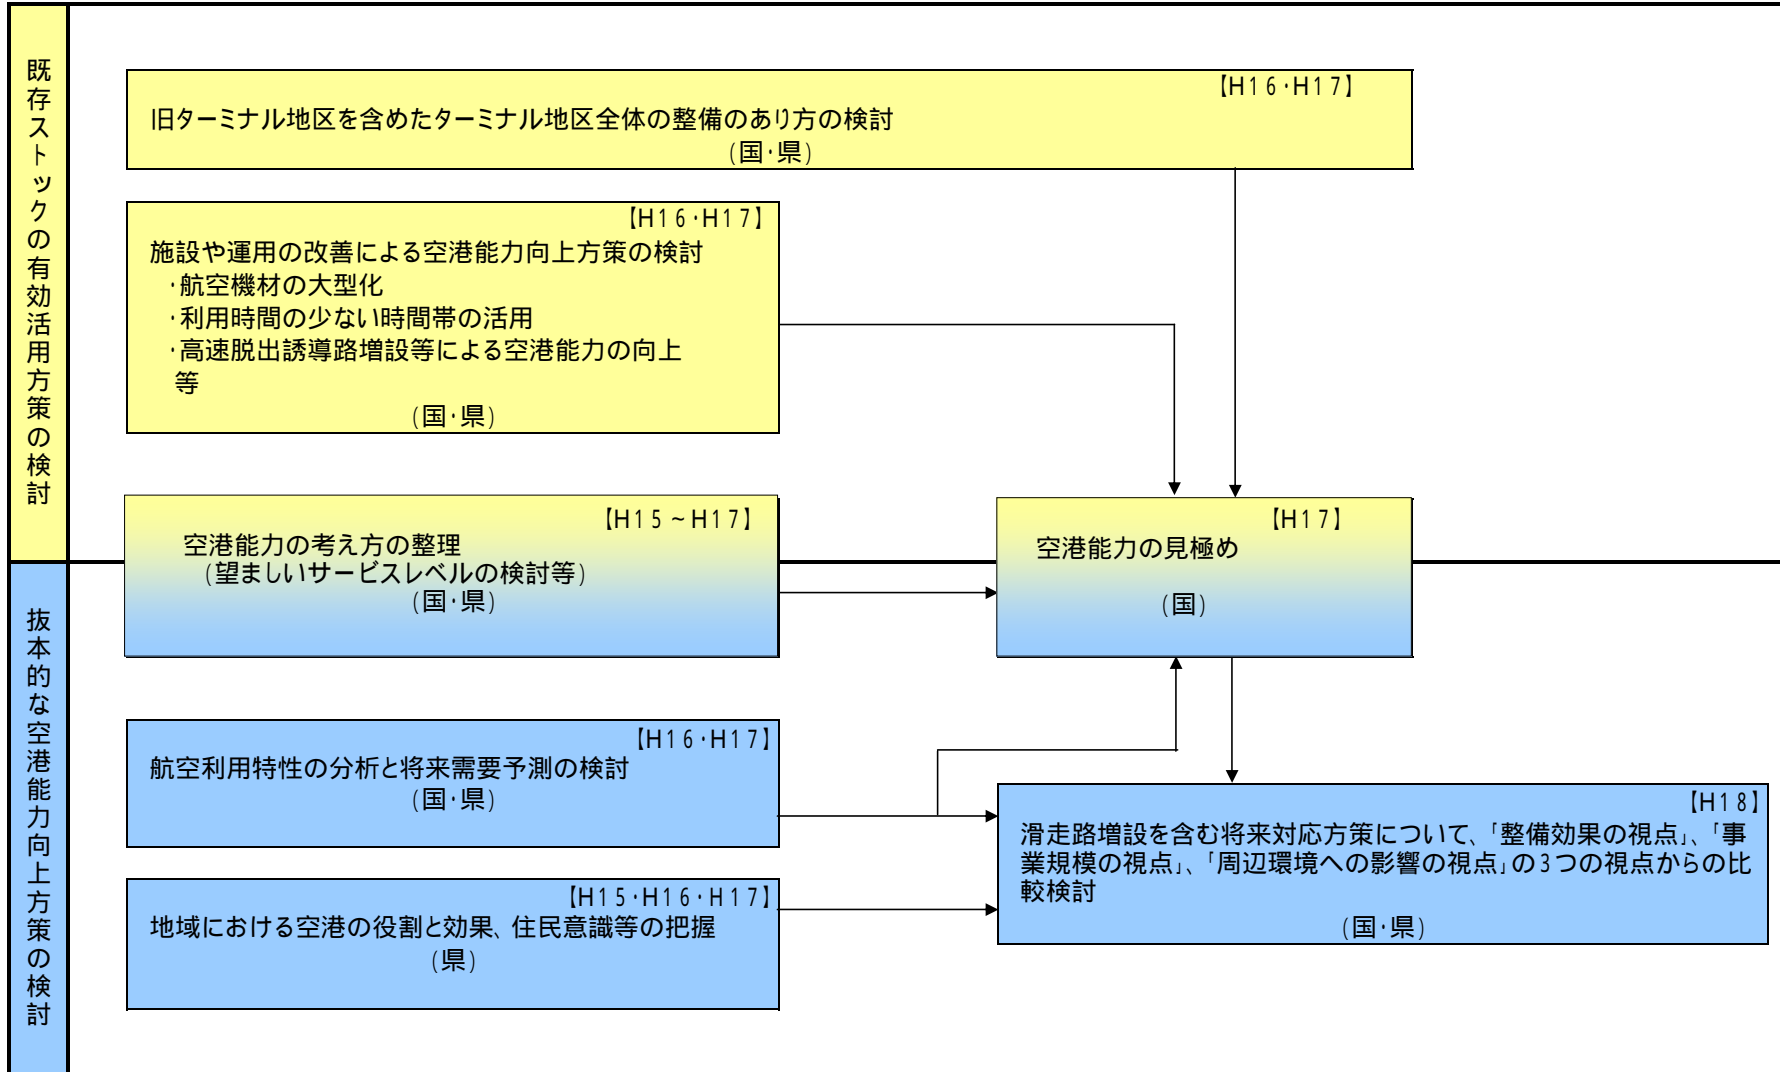 既存ストックの有効活用方策の検討
【H16・H17】
旧ターミナル地区を含めたターミナル地区全体の整備のあり方の検討
(国・県)
【H16・H17】
施設や運用の改善による空港能力向上方策の検討
・航空機材の大型化
・利用時間の少ない時間帯の活用
・高速脱出誘導路増設等による空港能力の向上
等
(国・県)
【H15~H17】
空港能力の考え方の整理
(望ましいサービスレベルの検討等)
(国・県)
【H17】
空港能力の見極め
(国)
抜本的な空港能力向上方策の検討
【H16・H17】
航空利用特性の分析と将来需要予測の検討
(国・県)
【H15・H16・H17】
地域における空港の役割と効果、住民意識等の把握
(県)
【H18】
滑走路増設を含む将来対応方策について、「整備効果の視点」、「事
業規模の視点」、「周辺環境への影響の視点」の3つの視点からの比
較検討
(国・県)